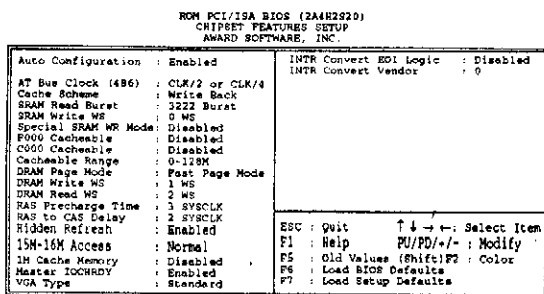 ROM PCI/ISA BIOS (2A4H2S20)
CHIPSET FEATURES SETUP
AWARD SOFTWARE, INC.
Auto Configuration : Enabled
AT Bus Clock (486) : CLK/2 or CLK/4
Cache Scheme : Write Back
SRAM Read Burst : 3222 Burst
SRAM Write WS : 0 WS
Special SRAM WR Mode: Disabled
F000 Cacheable : Disabled
C000 Cacheable : Disabled
Cacheable Range : 0-128M
DRAM Page Mode : Fast Page Mode
DRAM Write WS : 1 WS
DRAM Read WS : 2 WS
RAS Precharge Time : 3 SYSCLK
RAS to CAS Delay : 2 SYSCLK
Hidden Refresh : Enabled
15M-16M Access : Normal
1M Cache Memory : Disabled
Master IOCHRDY : Enabled
VGA Type : Standard
INTR Convert EOI Logic : Disabled
INTR Convert Vendor : 0
ESC : Quit ↑ ↓ → ←: Select Item
F1 : Help PU/PD/+/- : Modify
F5 : Old Values (Shift)F2 : Color
F6 : Load BIOS Defaults
F7 : Load Setup Defaults